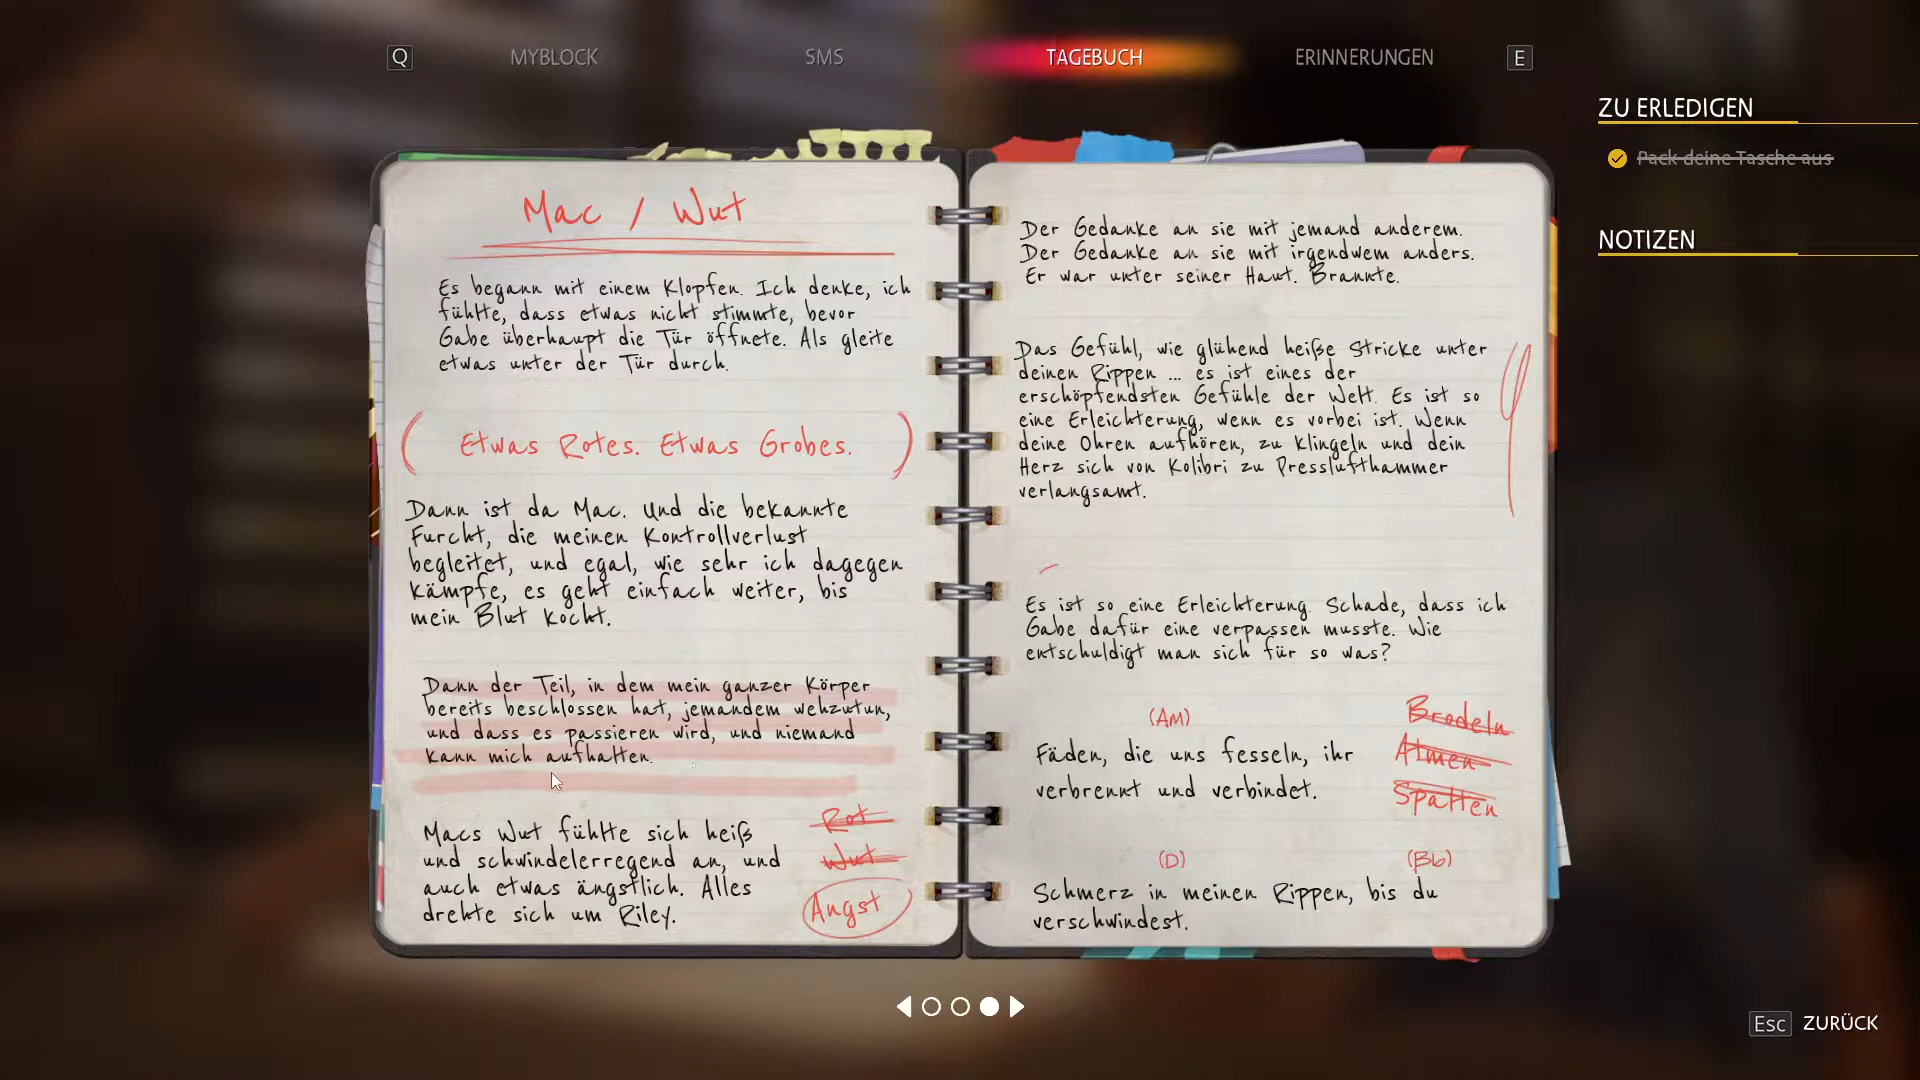 Q
MYBLOCK
SMS
TAGEBUCH
ERINNERUNGEN
E
ZU ERLEDIGEN
Pack deine Tasche aus
NOTIZEN
Mac / Wut
Es begann mit einem Klopfen. Ich denke, ich
fühlte, dass etwas nicht stimmte, bevor
Gabe überhaupt die Tür öffnete. Als gleite
etwas unter der Tür durch.
( Etwas Rotes. Etwas Grobes. )
Dann ist da Mac. Und die bekannte
Furcht, die meinen Kontrollverlust
begleitet, und egal, wie sehr ich dagegen
kämpfe, es geht einfach weiter, bis
mein Blut kocht.
Dann der Teil, in dem mein ganzer Körper
bereits beschlossen hat, jemandem wehzutun,
und dass es passieren wird, und niemand
kann mich aufhalten.
Macs Wut fühlte sich heiß
und schwindelerregend an, und
auch etwas ängstlich. Alles
drehte sich um Riley.
Rot
Wut
Angst
Der Gedanke an sie mit jemand anderem.
Der Gedanke an sie mit irgendwem anders.
Er war unter seiner Haut. Brannte.
Das Gefühl, wie glühend heiße Stricke unter
deinen Rippen ... es ist eines der
erschöpfendsten Gefühle der Welt. Es ist so
eine Erleichterung, wenn es vorbei ist. Wenn
deine Ohren aufhören, zu klingeln und dein
Herz sich von Kolibri zu Presslufthammer
verlangsamt.
Es ist so eine Erleichterung. Schade, dass ich
Gabe dafür eine verpassen musste. Wie
entschuldigt man sich für so was?
(Am)
Fäden, die uns fesseln, ihr
verbrennt und verbindet.
Brodeln
Atmen
Spalten
(D)
(Bb)
Schmerz in meinen Rippen, bis du
verschwindest.
Esc ZURÜCK